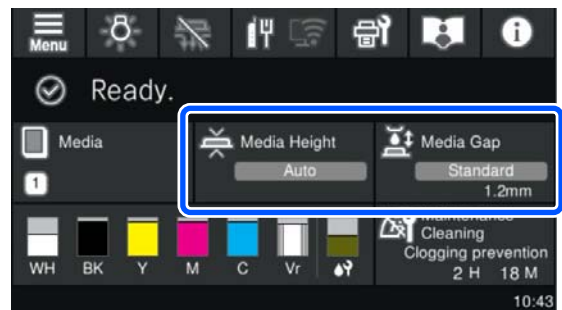 Menu
Ready.
Media
1
Media Height
Auto
Media Gap
Standard
1.2mm
WH
BK
Y
M
C
Vr
Maintenance
Cleaning
Clogging prevention
2 H 18 M
10:43